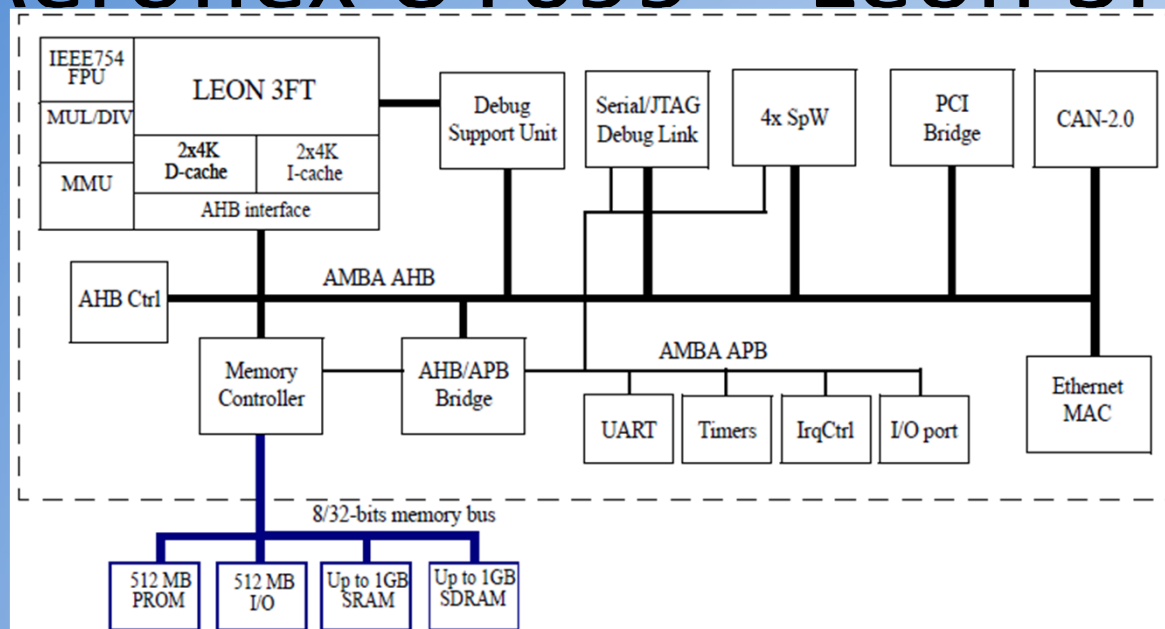 IEEE754
FPU
MUL/DIV
MMU
LEON 3FT
2x4K
D-cache
2x4K
I-cache
AHB interface
Debug
Support Unit
Serial/JTAG
Debug Link
4x SpW
PCI
Bridge
CAN-2.0
AMBA AHB
AHB Ctrl
Memory
Controller
AHB/APB
Bridge
AMBA APB
UART
Timers
IrqCtrl
I/O port
Ethernet
MAC
8/32-bits memory bus
512 MB
PROM
512 MB
I/O
Up to 1GB
SRAM
Up to 1GB
SDRAM